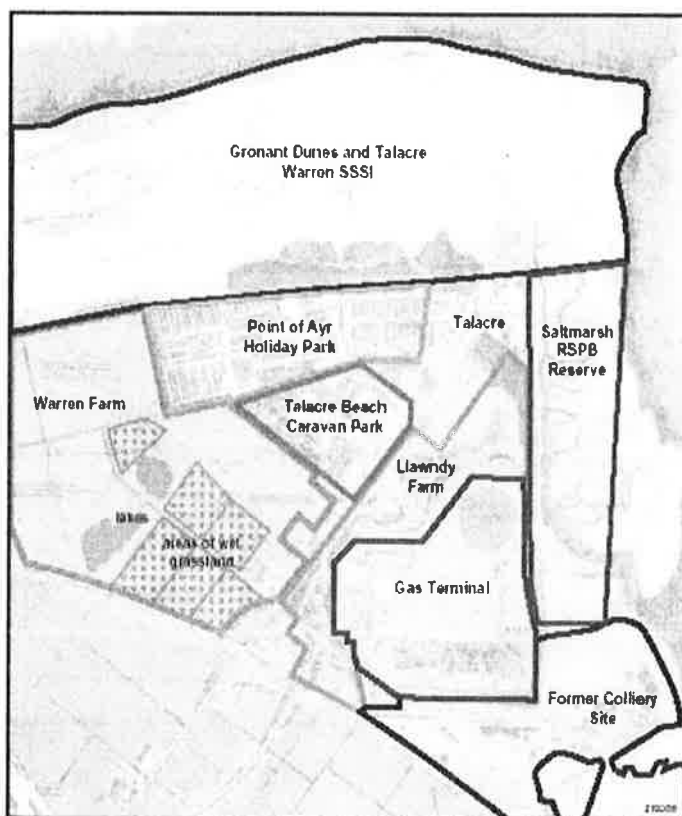 Gronant Dunes and Talacre
Warren SSSI
Point of Ayr
Holiday Park
Talacre
Saltmarsh
RSPB
Reserve
Warren Farm
Talacre Beach
Caravan Park
Llawndy
Farm
lakes
areas of wet
grassland
Gas Terminal
Former Colliery
Site